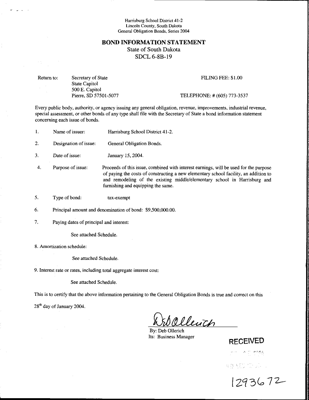 Harrisburg School District 41-2
Lincoln County, South Dakota
General Obligation Bonds, Series 2004
BOND INFORMATION STATEMENT
State of South Dakota
SDCL 6-8B-19
Return to: Secretary of State FILING FEE: $1.00
State Capitol
500 E. Capitol
Pierre, SD 57501-5077 TELEPHONE: # (605) 773-3537
Every public body, authority, or agency issuing any general obligation, revenue, improvements, industrial revenue,
special assessment, or other bonds of any type shall file with the Secretary of State a bond information statement
concerning each issue of bonds.
1. Name of issuer: Harrisburg School District 41-2.
2. Designation of issue: General Obligation Bonds.
3. Date of issue: January 15, 2004.
4. Purpose of issue: Proceeds of this issue, combined with interest earnings, will be used for the purpose
of paying the costs of constructing a new elementary school facility, an addition to
and remodeling of the existing middle/elementary school in Harrisburg and
furnishing and equipping the same.
5. Type of bond: tax-exempt
6. Principal amount and denomination of bond: $9,500,000.00.
7. Paying dates of principal and interest:
See attached Schedule.
8. Amortization schedule:
See attached Schedule.
9. Interest rate or rates, including total aggregate interest cost:
See attached Schedule.
This is to certify that the above information pertaining to the General Obligation Bonds is true and correct on this
28th day of January 2004.
Deb Ollerich
By: Deb Ollerich
Its: Business Manager
RECEIVED
1293672